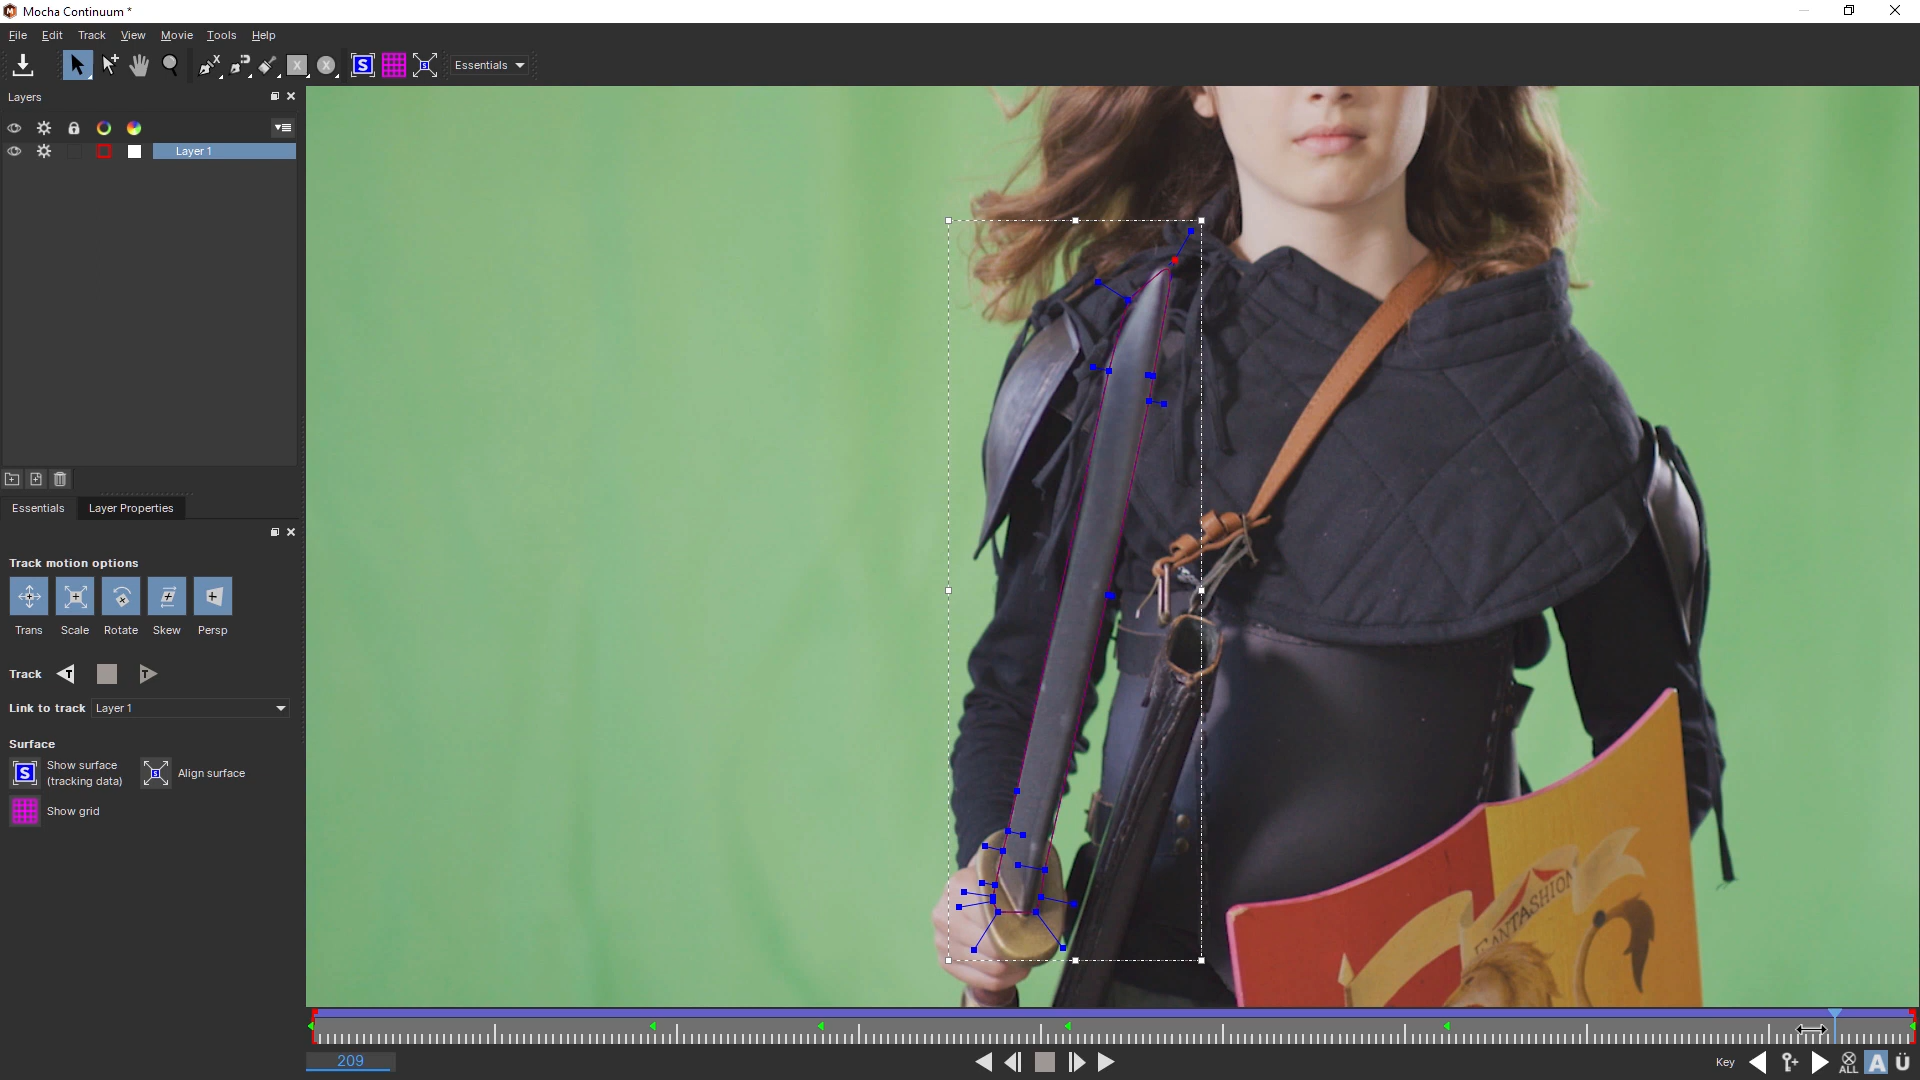 Mocha Continuum *
File Edit Track View Movie Tools Help
Essentials
Layers
Layer 1
Essentials Layer Properties
Track motion options
Trans Scale Rotate Skew Persp
Track
Link to track Layer 1
Surface
Show surface
(tracking data)
Align surface
Show grid
FANTASHION
209
Key
ALL
A
Ü